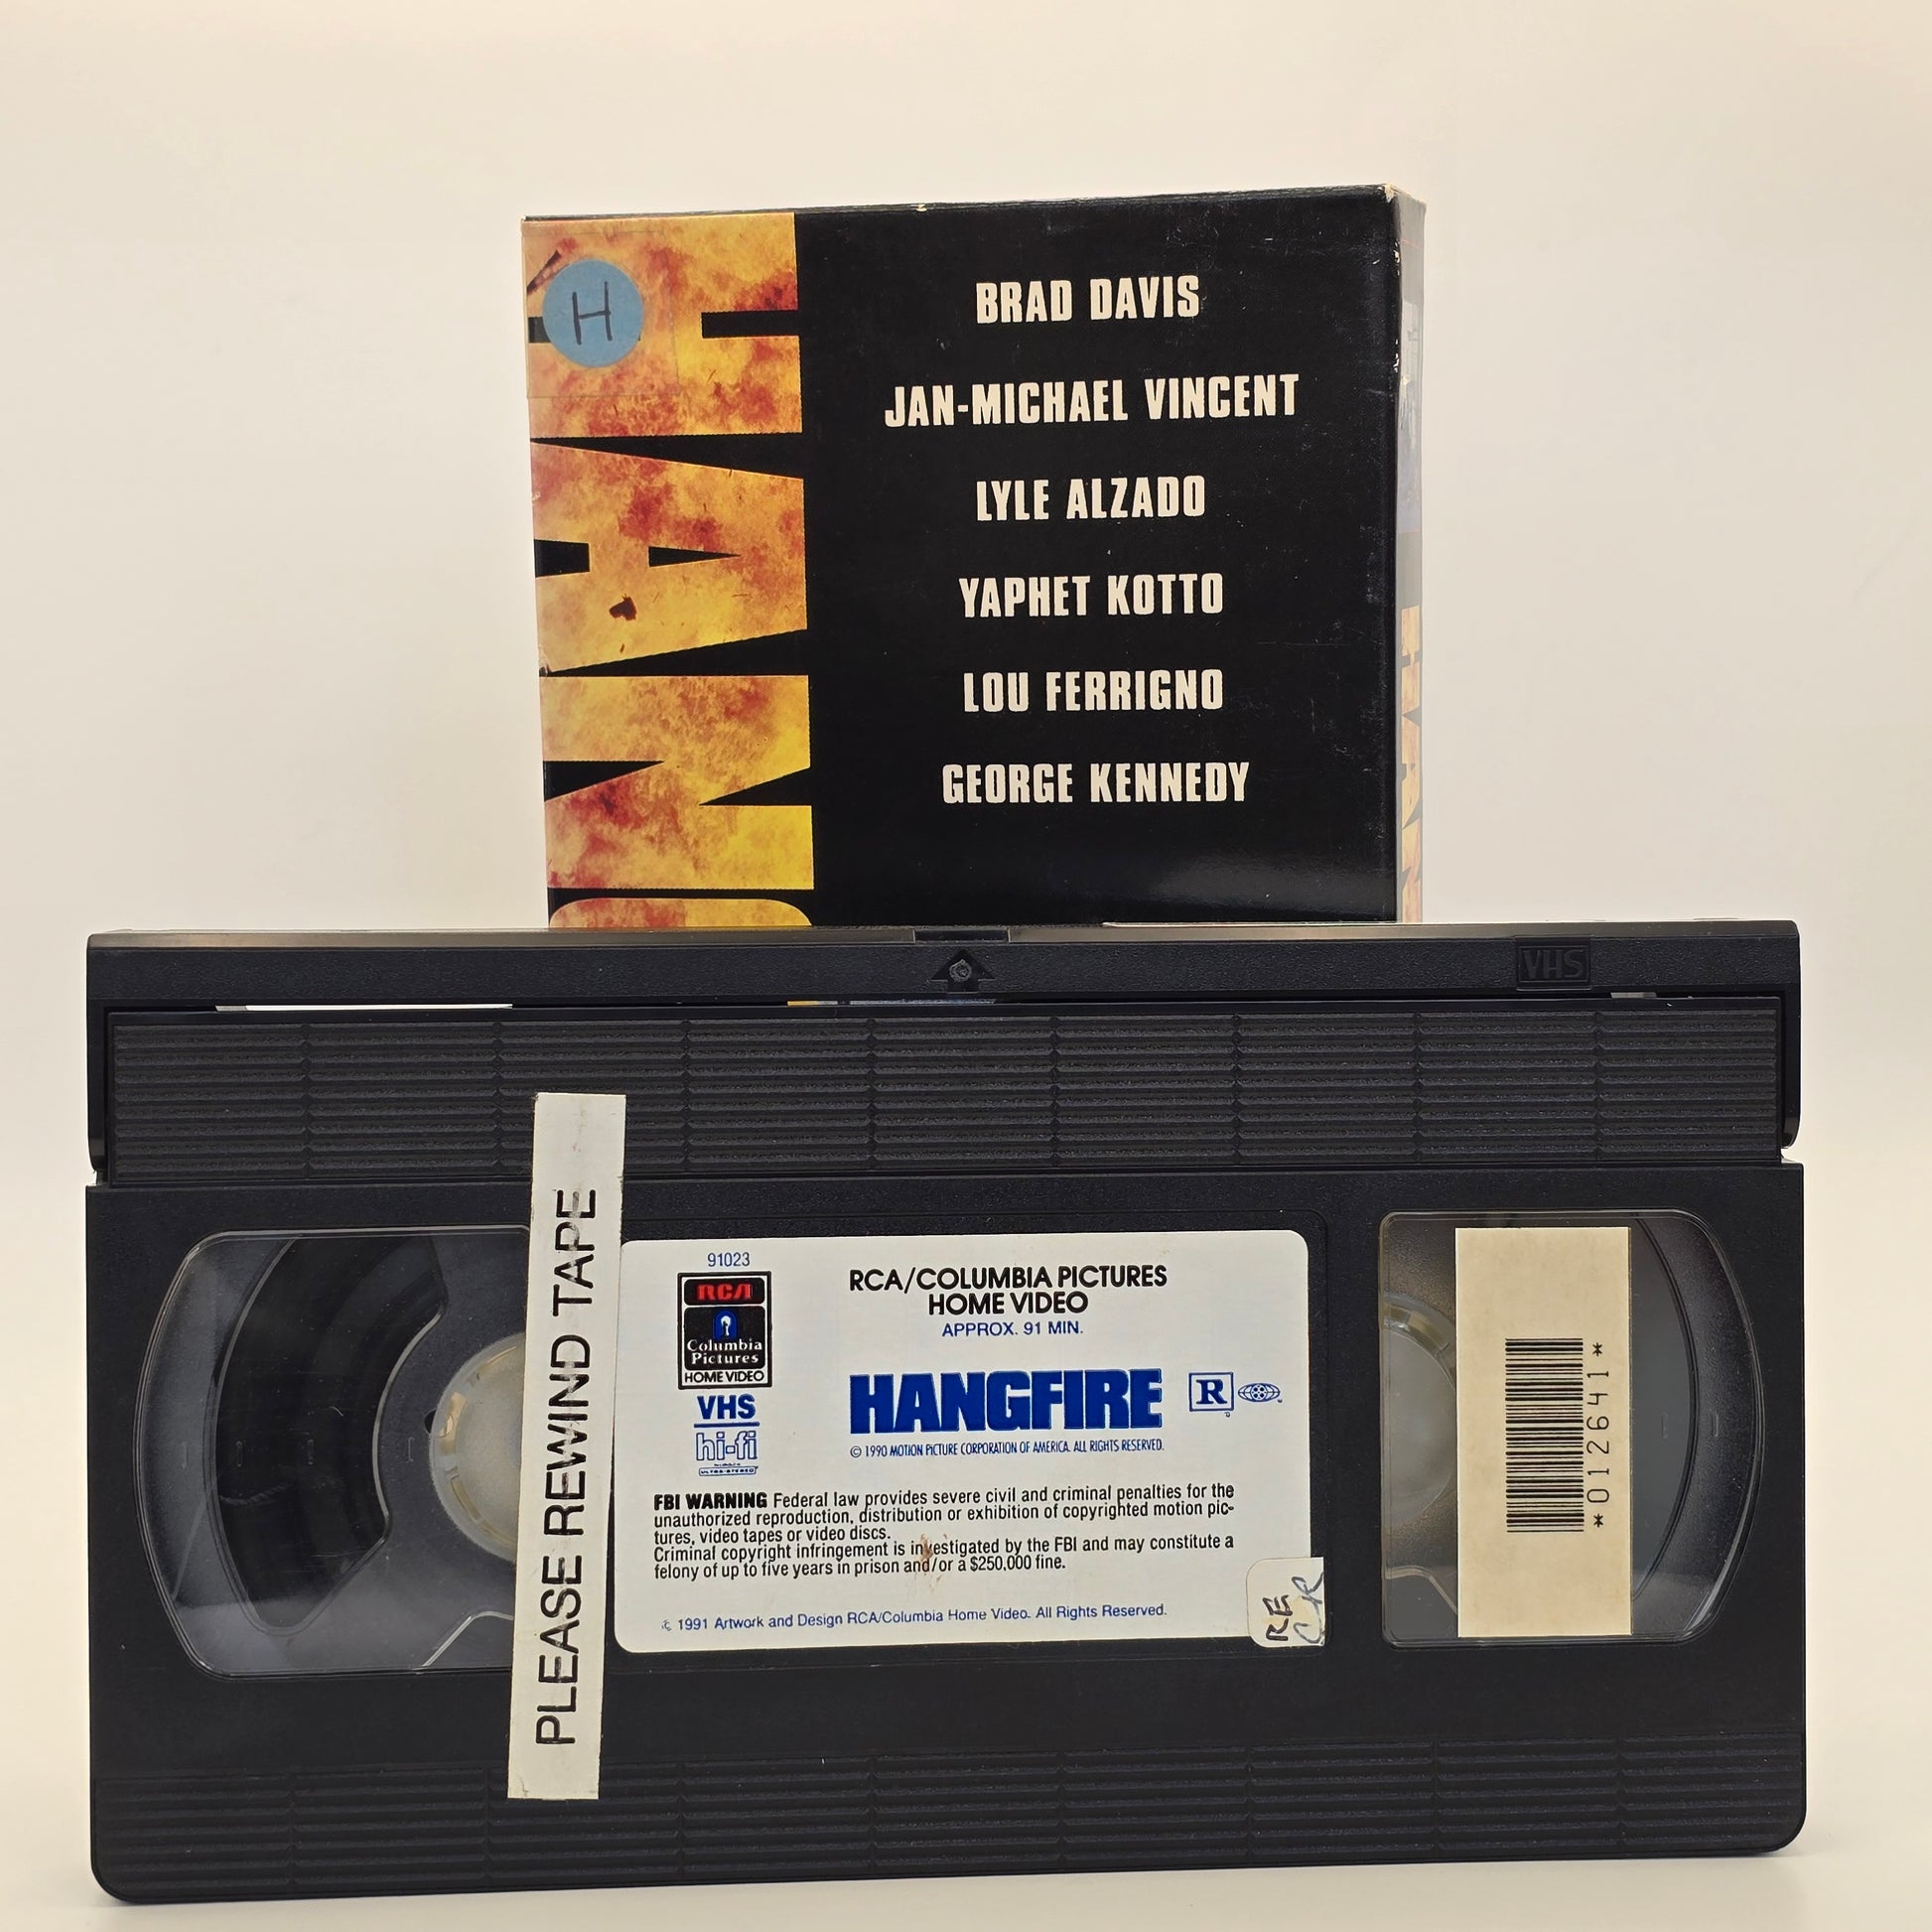 H
HANG
BRAD DAVIS
JAN-MICHAEL VINCENT
LYLE ALZADO
YAPHET KOTTO
LOU FERRIGNO
GEORGE KENNEDY
HAN
VHS
PLEASE REWIND TAPE
91023
RCA
Columbia
Pictures
HOME VIDEO
VHS
hi-fi
ULTRA-STEREO
RCA/COLUMBIA PICTURES
HOME VIDEO
APPROX. 91 MIN.
HANGFIRE
R
© 1990 MOTION PICTURE CORPORATION OF AMERICA. ALL RIGHTS RESERVED.
FBI WARNING Federal law provides severe civil and criminal penalties for the
unauthorized reproduction, distribution or exhibition of copyrighted motion pic-
tures, video tapes or video discs.
Criminal copyright infringement is investigated by the FBI and may constitute a
felony of up to five years in prison and/or a $250,000 fine.
© 1991 Artwork and Design RCA/Columbia Home Video. All Rights Reserved.
RE
*012641*